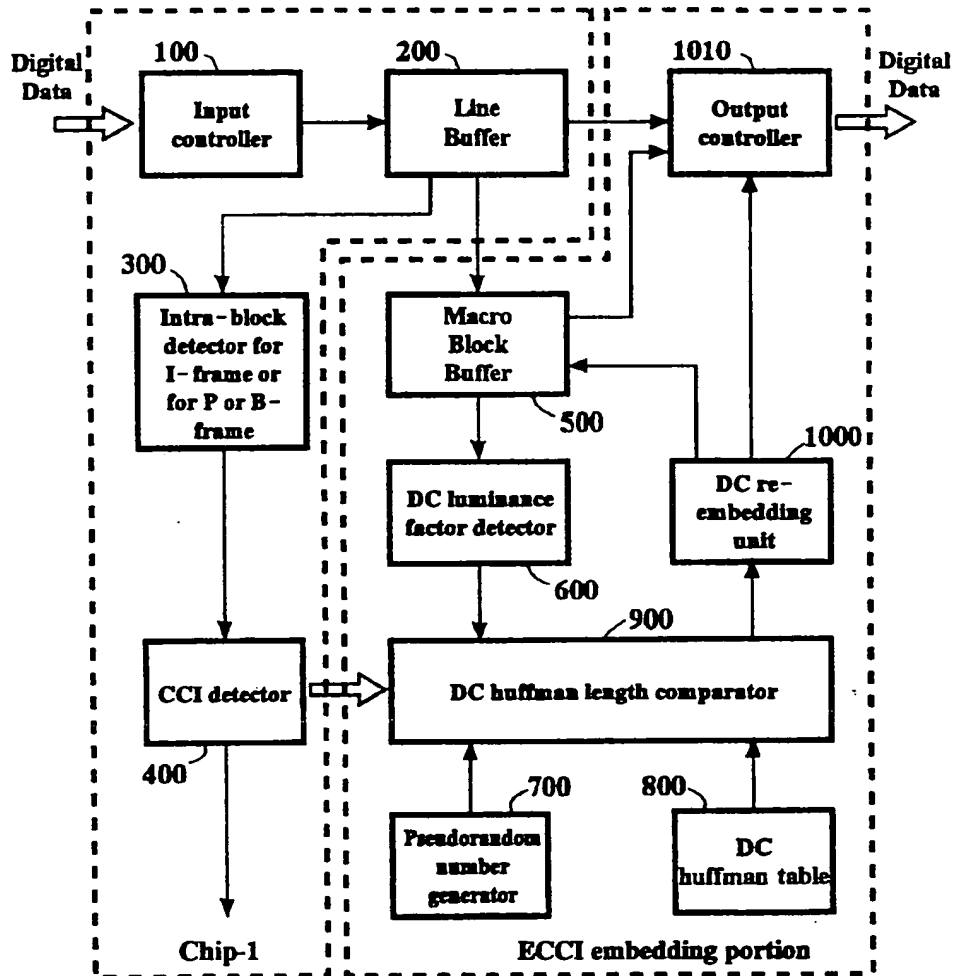 100
200
1010
Digital
Data
Input
controller
Line
Buffer
Output
controller
Digital
Data
300
Intra-block
detector for
I-frame or
for P or B-
frame
Macro
Block
Buffer
500
1000
DC luminance
factor detector
DC re-
embedding
unit
600
900
CCI detector
DC huffman length comparator
400
700
800
Pseudorandom
number
generator
DC
huffman table
Chip-1
ECCI embedding portion